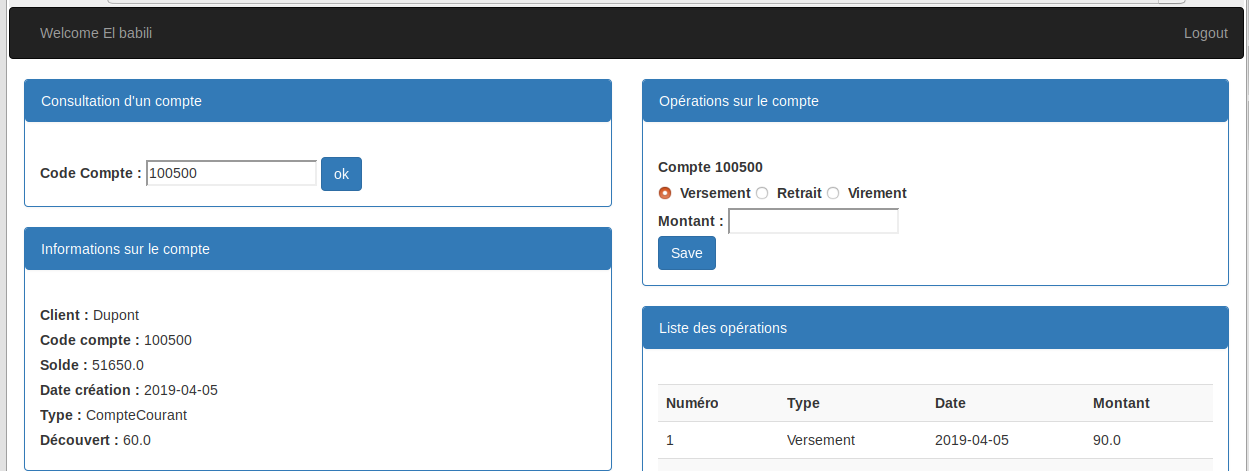 Welcome El babili
Logout
Consultation d'un compte
Code Compte : 100500 ok
Informations sur le compte
Client : Dupont
Code compte : 100500
Solde : 51650.0
Date création : 2019-04-05
Type : CompteCourant
Découvert : 60.0
Opérations sur le compte
Compte 100500
Versement Retrait Virement
Montant :
Save
Liste des opérations
Numéro Type Date Montant
1 Versement 2019-04-05 90.0